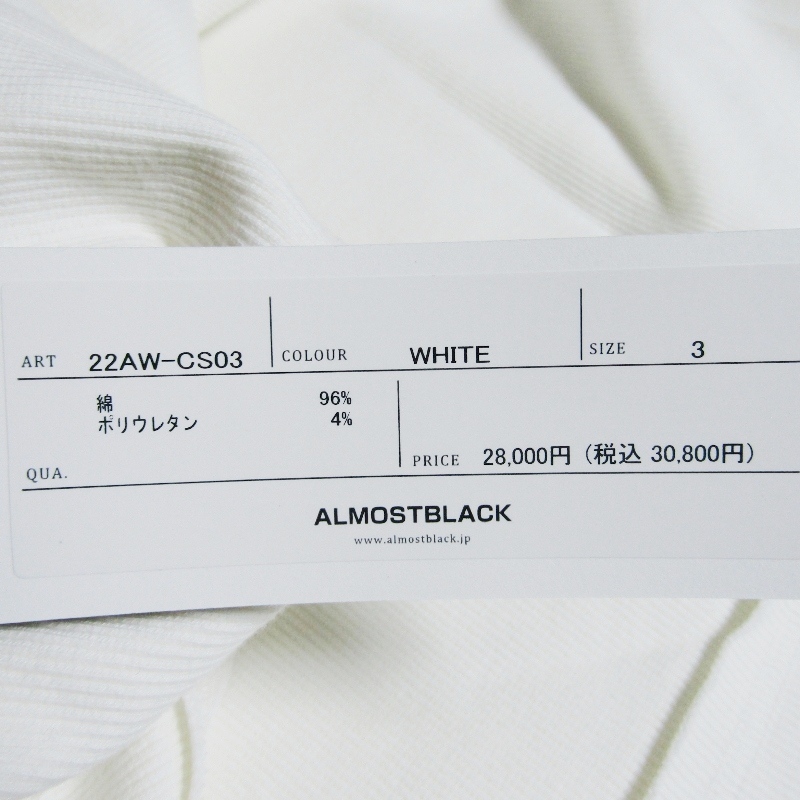 ART 22AW-CS03 COLOUR WHITE SIZE 3
綿 96%
ポリウレタン 4%
QUA. PRICE 28,000円 (税込 30,800円)
ALMOSTBLACK
www.almostblack.jp